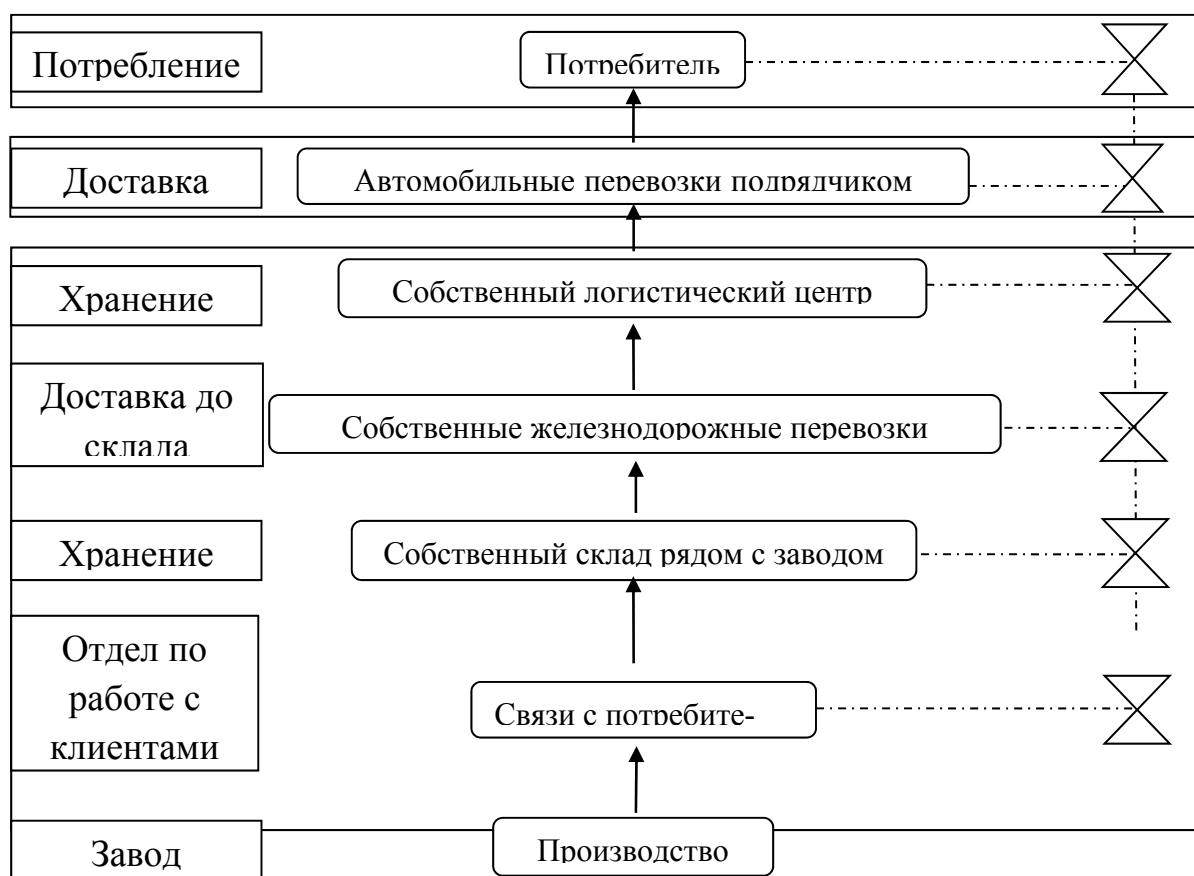 Потребление
Потребитель
Доставка
Автомобильные перевозки подрядчиком
Хранение
Собственный логистический центр
Доставка до
склада
Собственные железнодорожные перевозки
Хранение
Собственный склад рядом с заводом
Отдел по
работе с
клиентами
Связи с потребите-
Завод
Производство